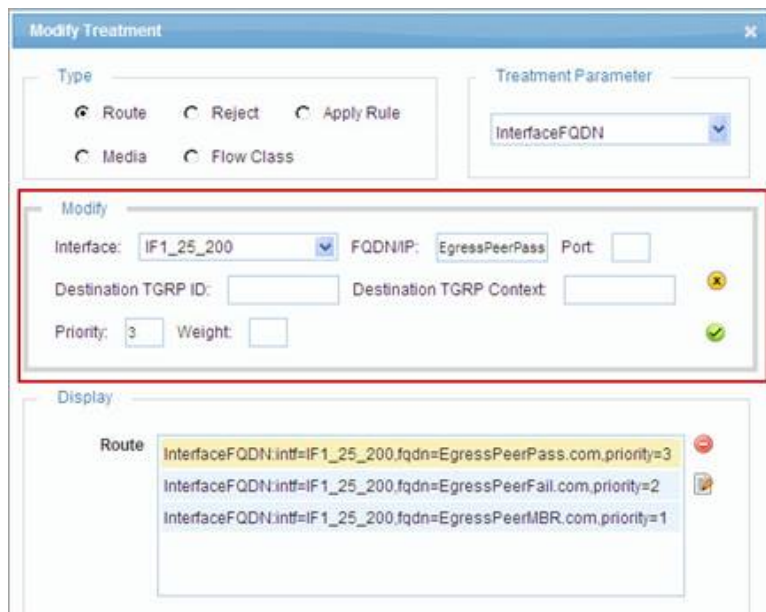 Modify Treatment
Type
Route Reject Apply Rule
Media Flow Class
Treatment Parameter
InterfaceFQDN
Modify
Interface: IF1_25_200 FQDN/IP: EgressPeerPass Port:
Destination TGRP ID: Destination TGRP Context:
Priority: 3 Weight:
Display
Route
InterfaceFQDN:intf=IF1_25_200,fqdn=EgressPeerPass.com,priority=3
InterfaceFQDN:intf=IF1_25_200,fqdn=EgressPeerFail.com,priority=2
InterfaceFQDN:intf=IF1_25_200,fqdn=EgressPeerMBR.com,priority=1